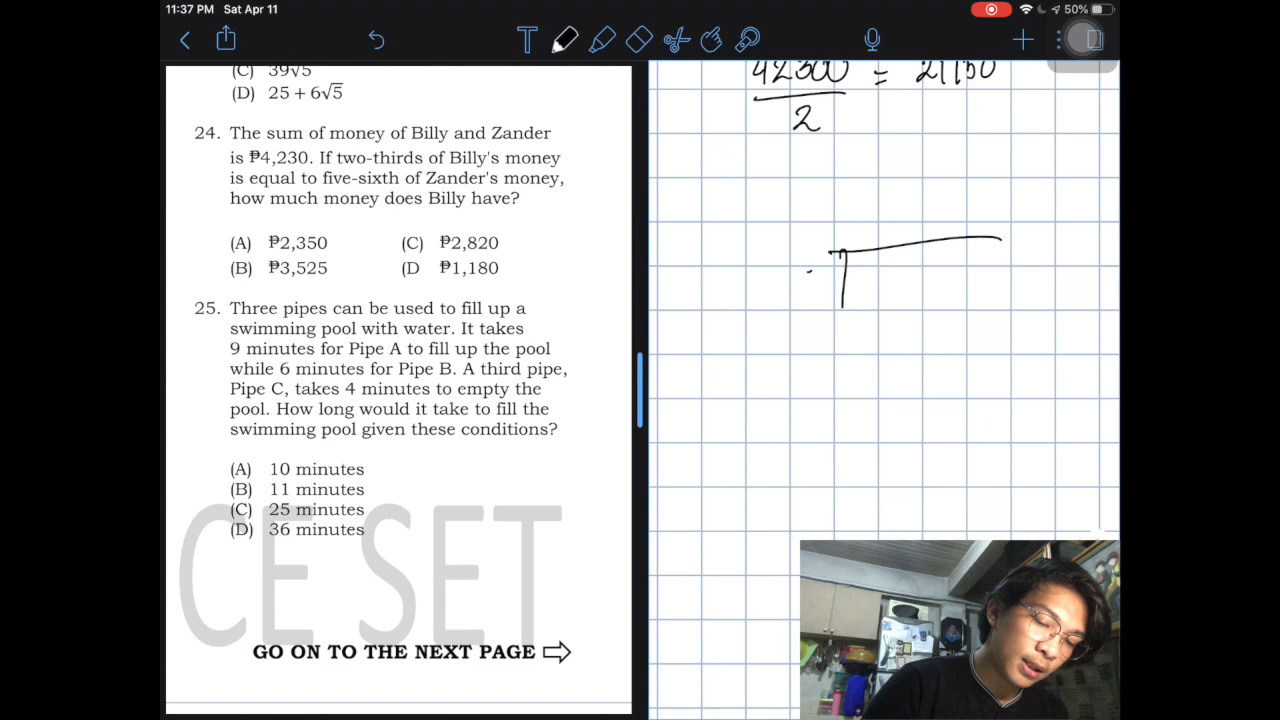 11:37 PM Sat Apr 11
50%
(C) 39√5
(D) 25 + 6√5
24. The sum of money of Billy and Zander
is ₱4,230. If two-thirds of Billy's money
is equal to five-sixth of Zander's money,
how much money does Billy have?
(A) ₱2,350 (C) ₱2,820
(B) ₱3,525 (D ₱1,180
25. Three pipes can be used to fill up a
swimming pool with water. It takes
9 minutes for Pipe A to fill up the pool
while 6 minutes for Pipe B. A third pipe,
Pipe C, takes 4 minutes to empty the
pool. How long would it take to fill the
swimming pool given these conditions?
(A) 10 minutes
(B) 11 minutes
(C) 25 minutes
(D) 36 minutes
CE SET
GO ON TO THE NEXT PAGE
42300 = 21150
2